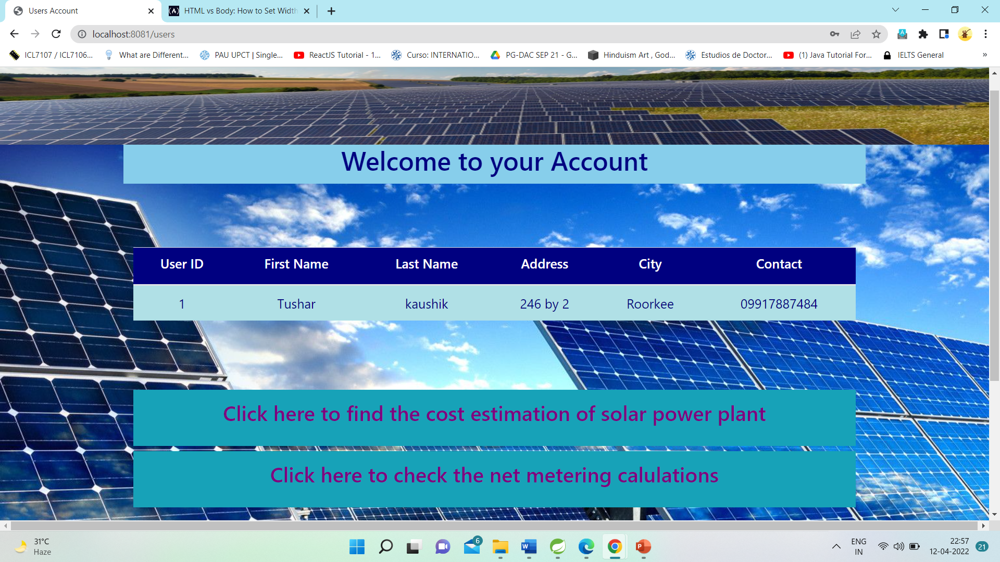 Users Account
HTML vs Body: How to Set Width
localhost:8081/users
ICL7107 / ICL7106...
What are Different...
PAU UPCT | Single...
ReactJS Tutorial - 1...
Curso: INTERNATIO...
PG-DAC SEP 21 - G...
Hinduism Art , God...
Estudios de Doctor...
(1) Java Tutorial For...
IELTS General
»
Welcome to your Account
User ID First Name Last Name Address City Contact
1 Tushar kaushik 246 by 2 Roorkee 09917887484
Click here to find the cost estimation of solar power plant
Click here to check the net metering calulations
31°C
Haze
6
ENG
IN
22:57
12-04-2022
21